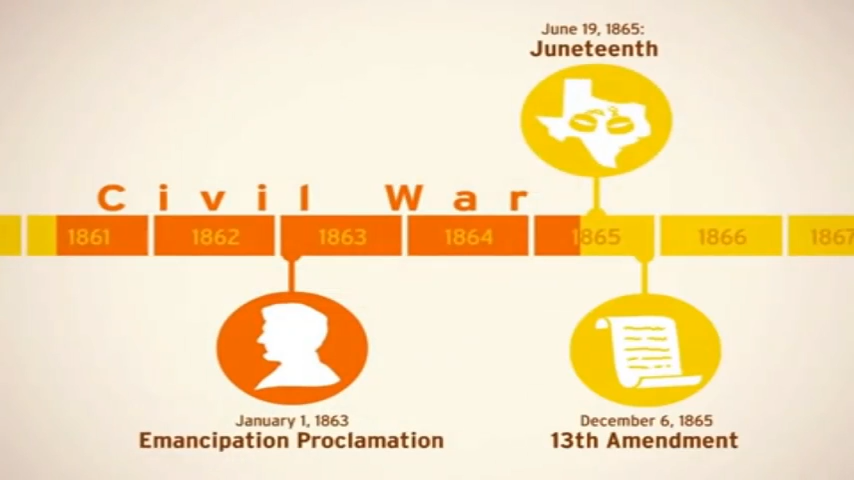 June 19, 1865:
Juneteenth
Civil War
1861 1862 1863 1864 1865 1866 1867
January 1, 1863
Emancipation Proclamation
December 6, 1865
13th Amendment